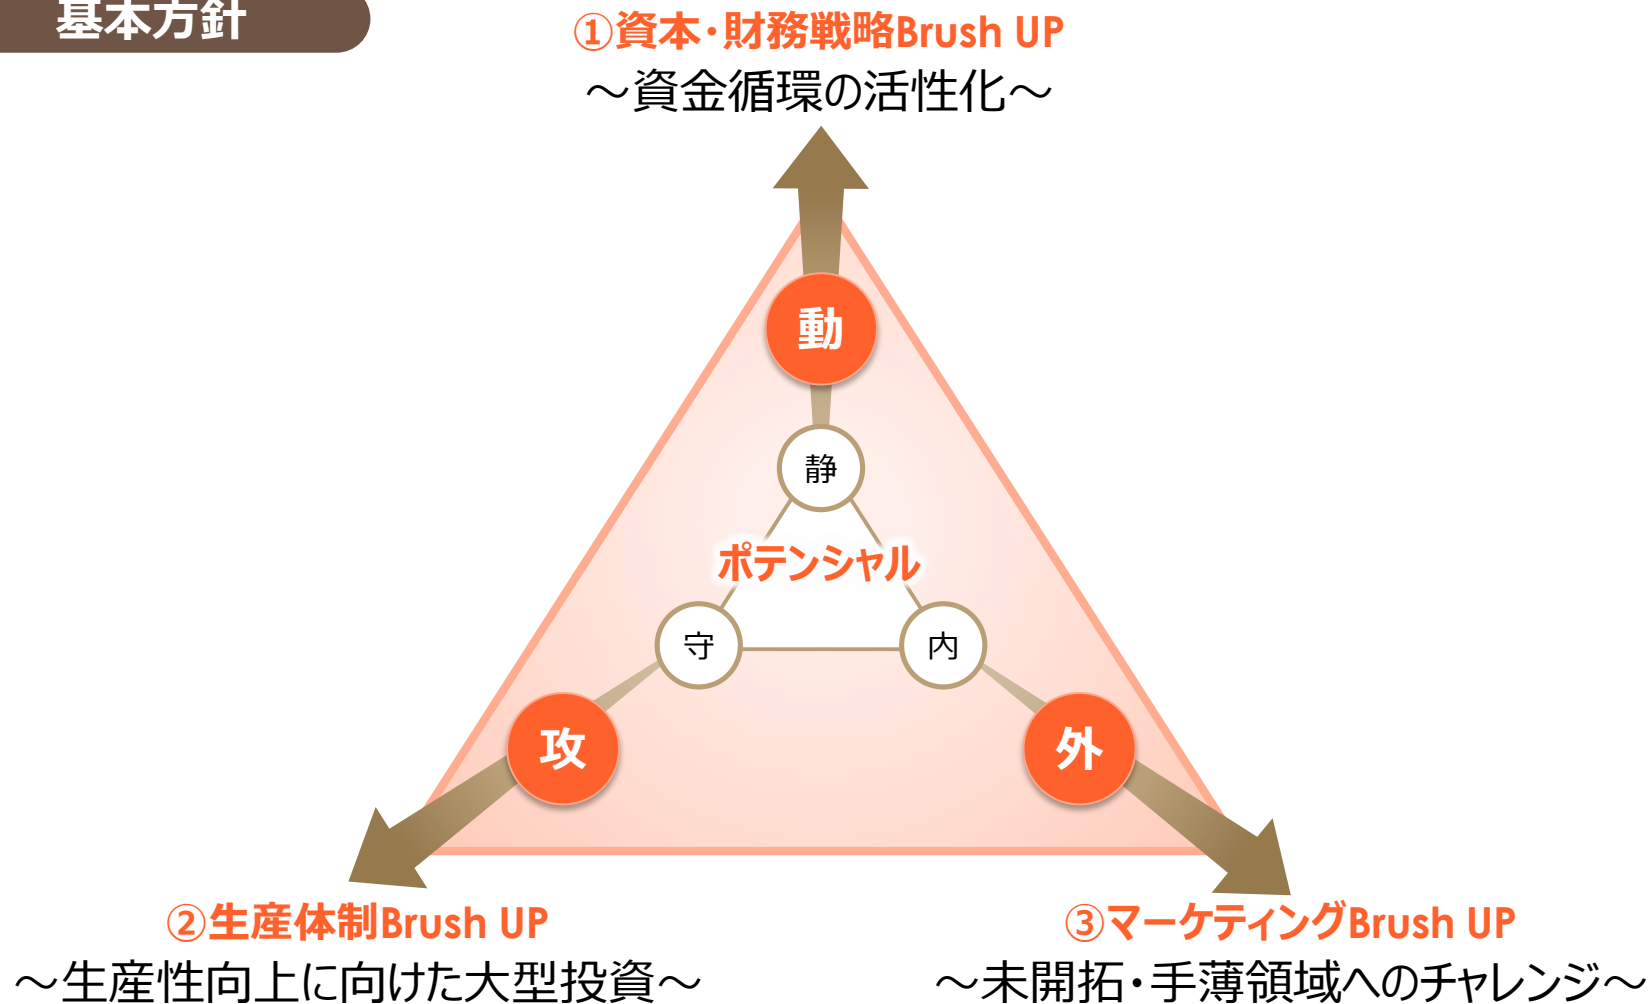 基本方針
①資本・財務戦略Brush UP
～資金循環の活性化～
動
静
ポテンシャル
守
内
攻
外
②生産体制Brush UP
～生産性向上に向けた大型投資～
③マーケティングBrush UP
～未開拓・手薄領域へのチャレンジ～